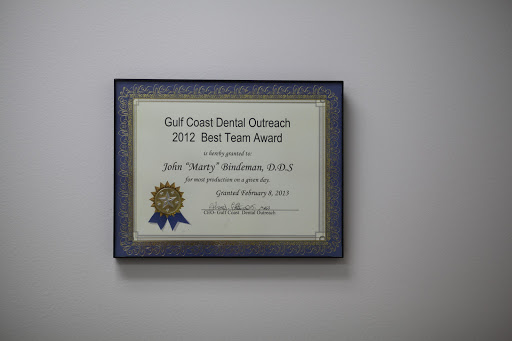 Gulf Coast Dental Outreach
2012 Best Team Award
is hereby granted to:
John "Marty" Bindeman, D.D.S
for most production on a given day.
Granted February 8, 2013
CEO- Gulf Coast Dental Outreach